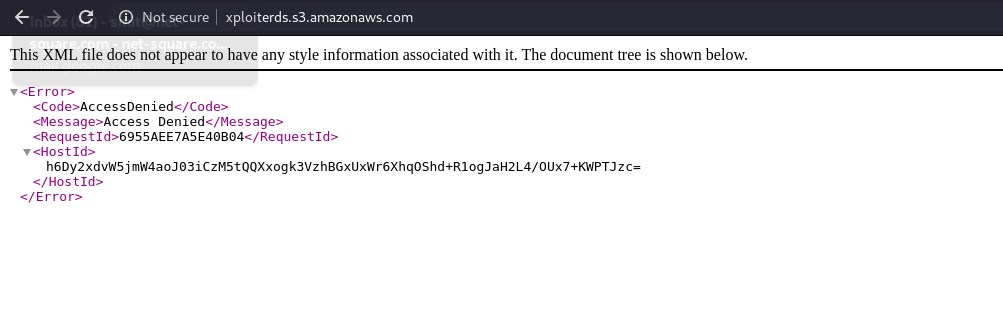 Not secure xploiterds.s3.amazonaws.com
This XML file does not appear to have any style information associated with it. The document tree is shown below.
<Error>
<Code>AccessDenied</Code>
<Message>Access Denied</Message>
<RequestId>6955AEE7A5E40B04</RequestId>
<HostId>
h6Dy2xdvW5jmW4aoJ03iCzM5tQQXxogk3VzhBGxUxWr6XhqOShd+R1ogJaH2L4/OUx7+KWPTJzc=
</HostId>
</Error>